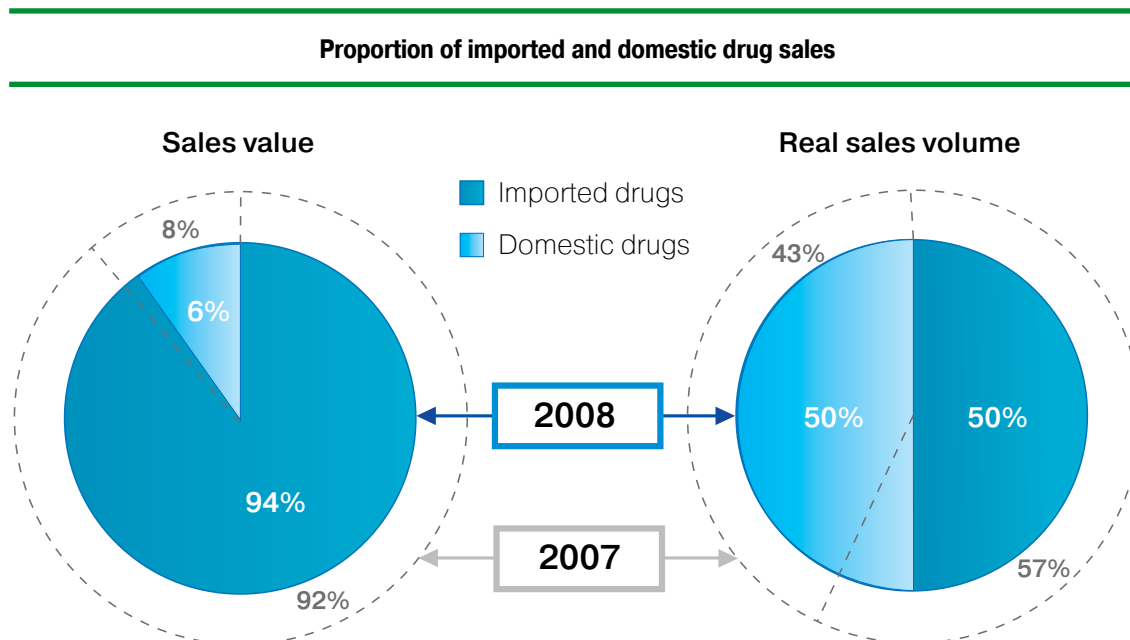 Proportion of imported and domestic drug sales
Sales value
Real sales volume
Imported drugs
Domestic drugs
8%
6%
94%
92%
43%
50%
50%
57%
2008
2007